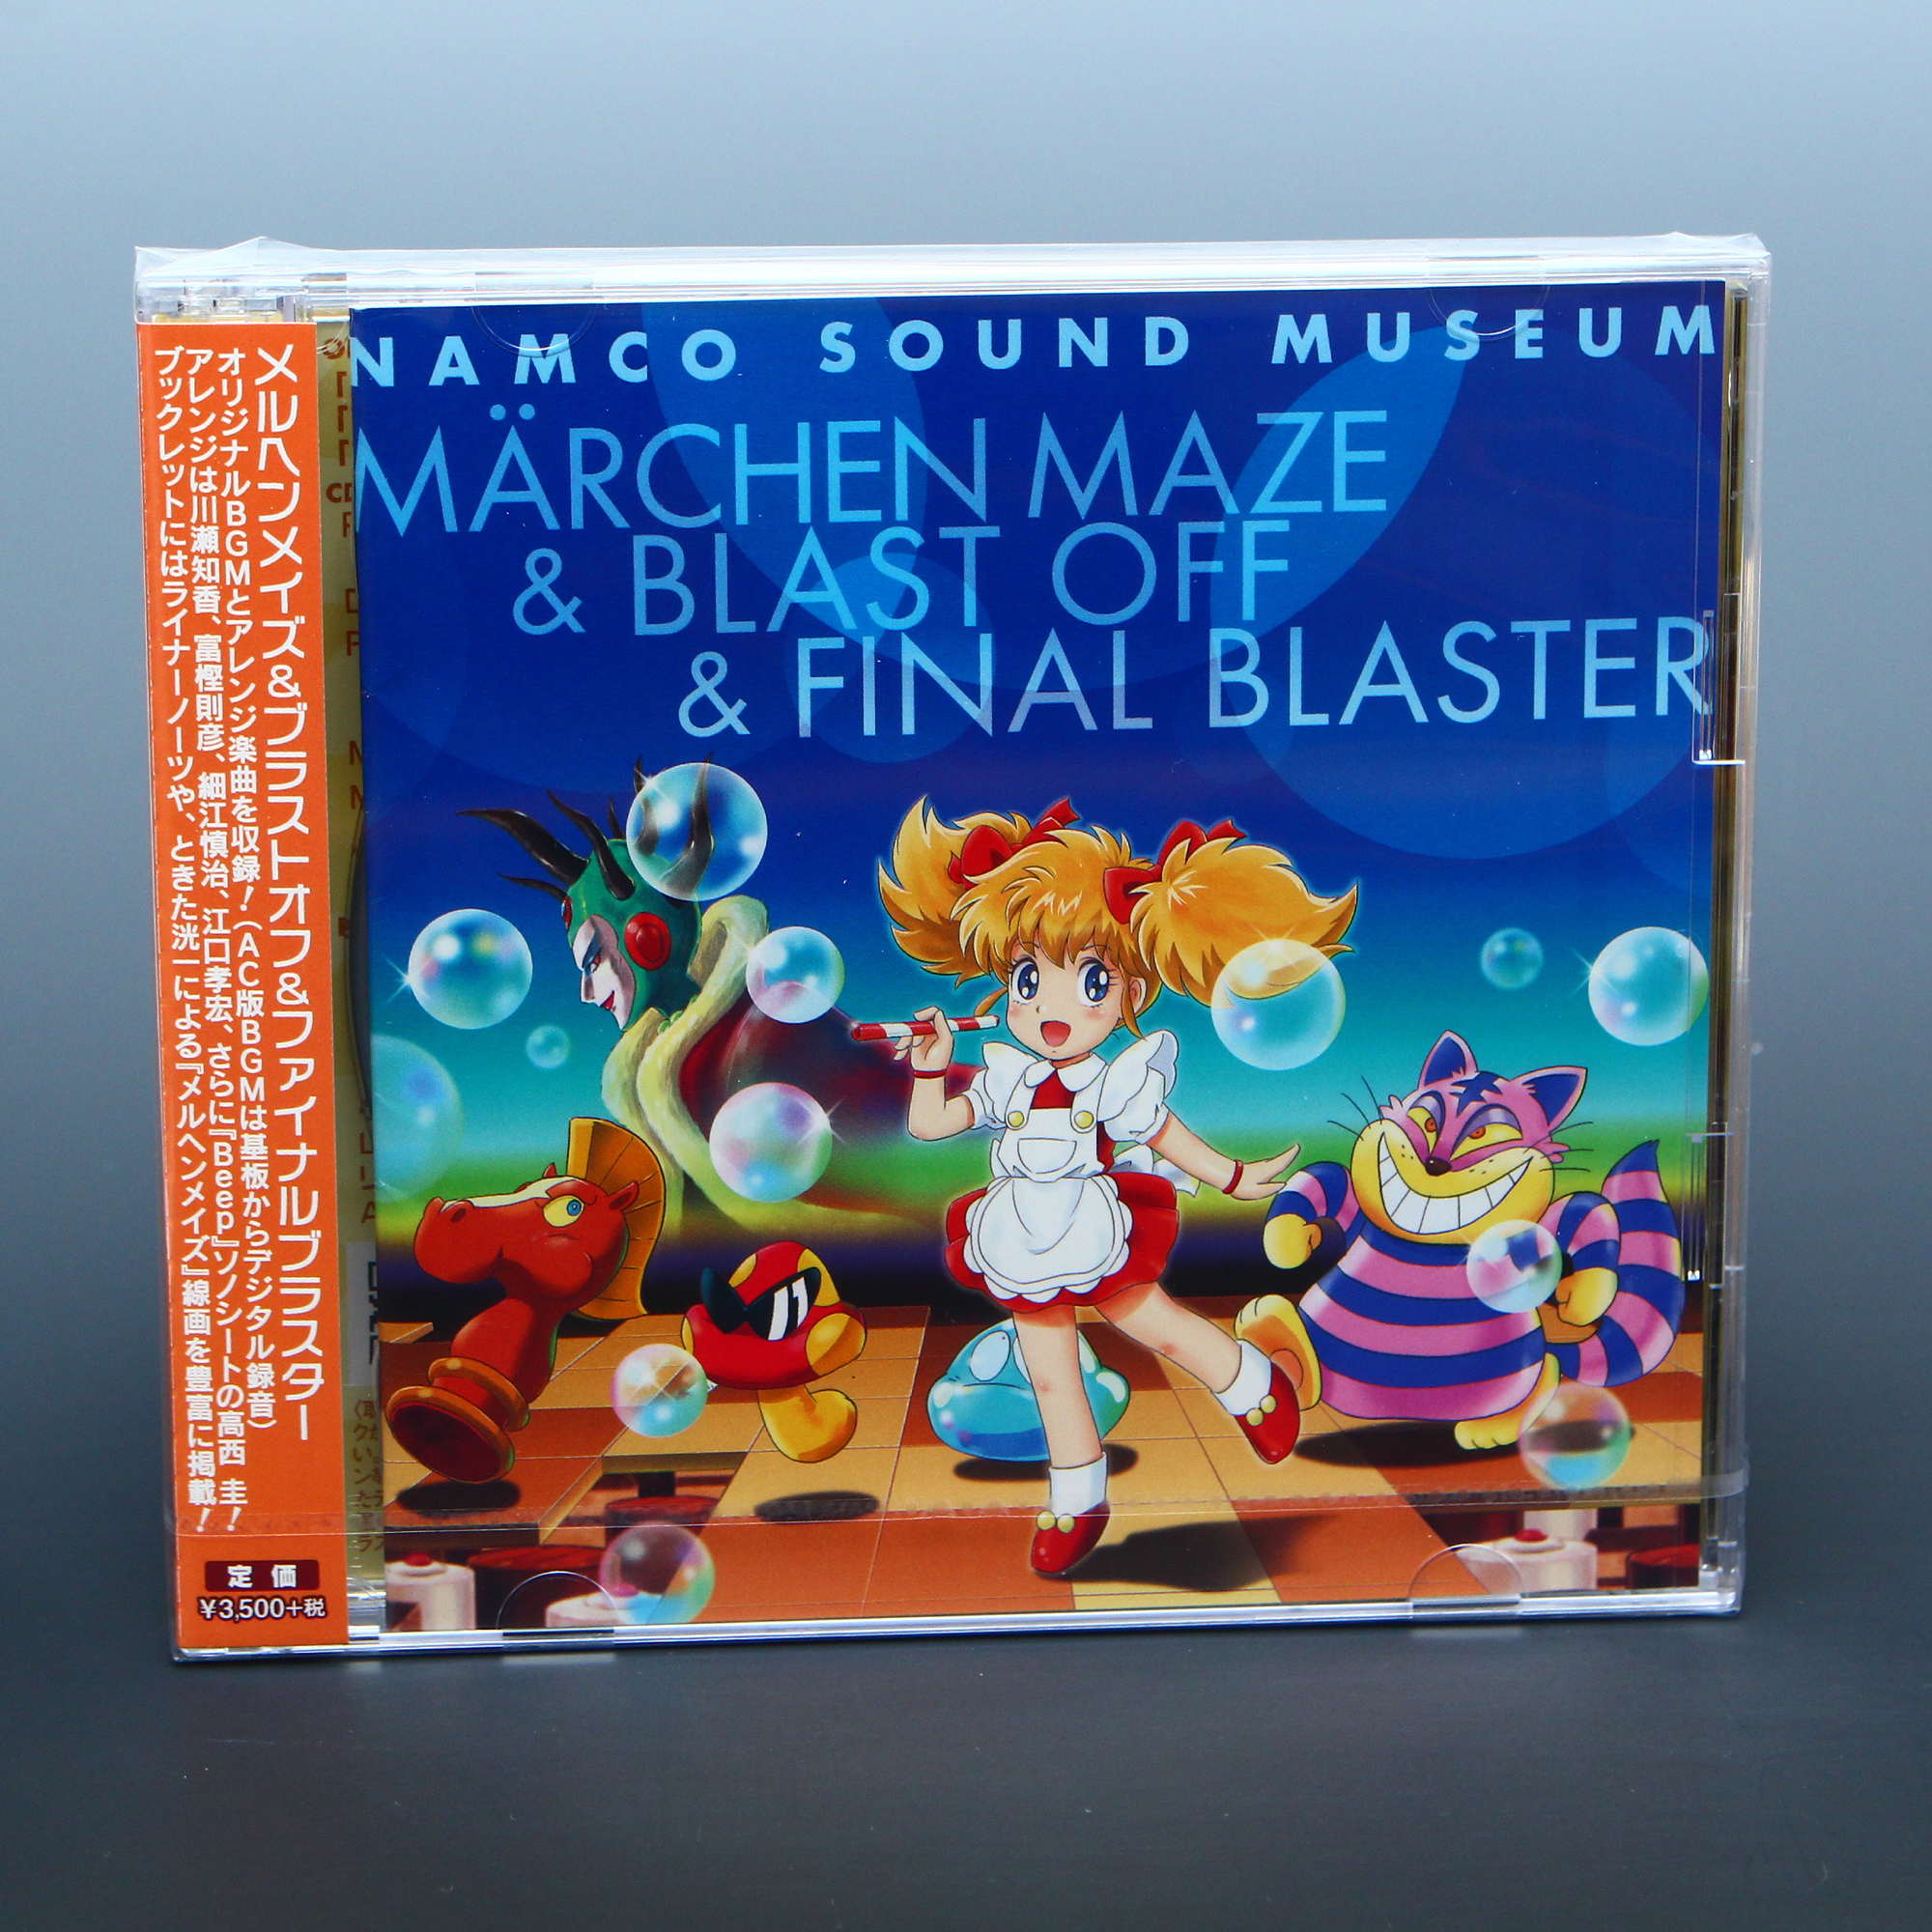 メルヘンメイズ&ブラストオフ&ファイナルブラスター
オリジナルBGMとアレンジ楽曲を収録!(AC版BGMは基板からデジタル録音)
アレンジは川瀬知香、富樫則彦、細江慎治、江口孝宏、さらに『Beep』ソノシートの高西 圭!
ブックレットにはライナーノーツや、ときた洸一による『メルヘンメイズ』線画を豊富に掲載!
定価
¥3,500+税
NAMCO SOUND MUSEUM
MÄRCHEN MAZE
& BLAST OFF
& FINAL BLASTER